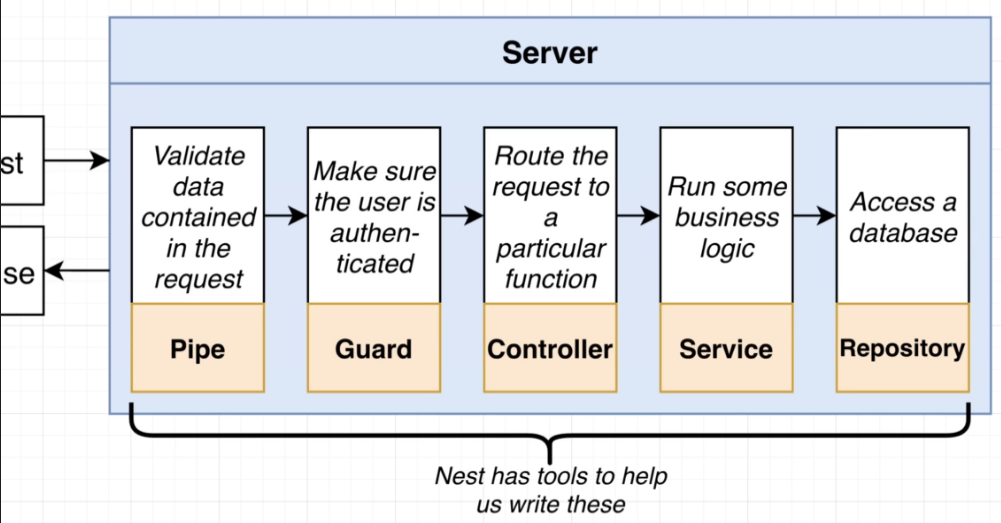 Server
st
se
Validate
data
contained
in the
request
Pipe
Make sure
the user is
authen-
ticated
Guard
Route the
request to
a
particular
function
Controller
Run some
business
logic
Service
Access a
database
Repository
Nest has tools to help
us write these